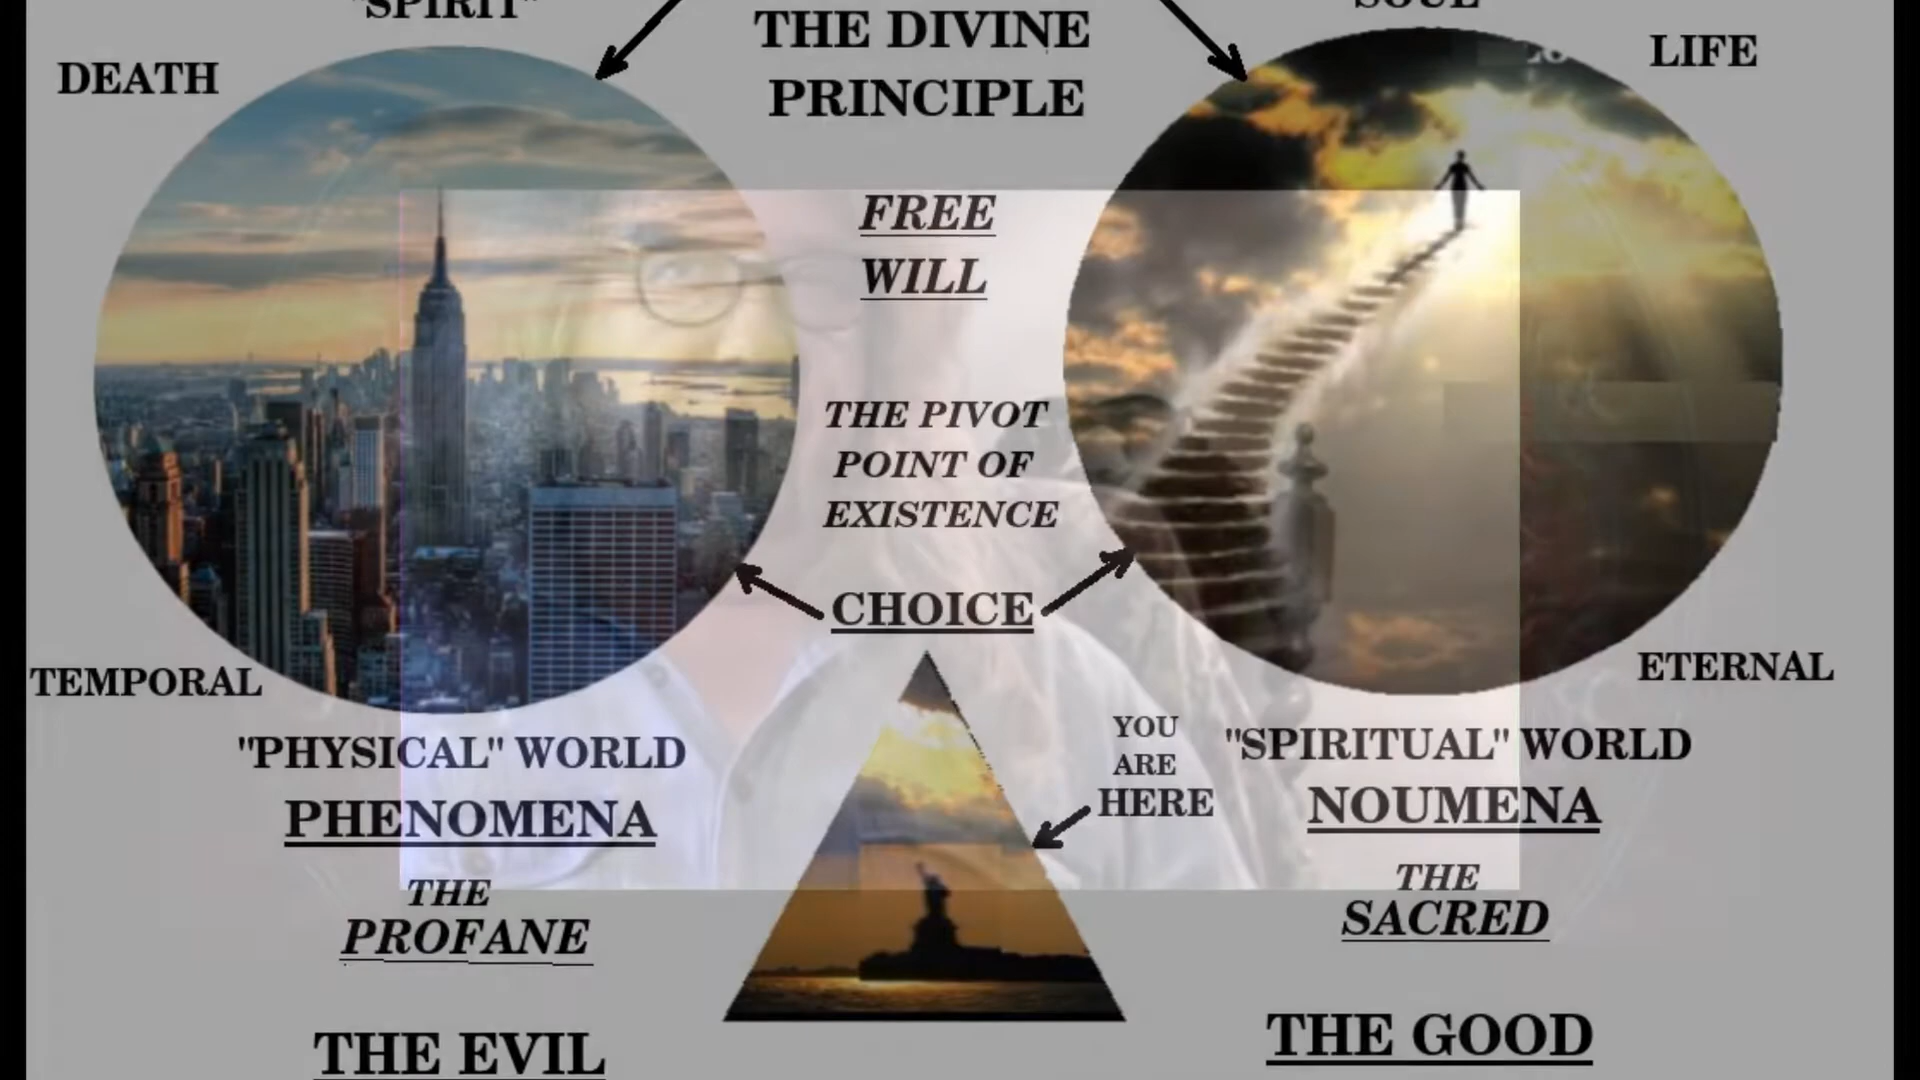 "SPIRIT"
SOUL
THE DIVINE
PRINCIPLE
DEATH
LIFE
FREE
WILL
THE PIVOT
POINT OF
EXISTENCE
CHOICE
TEMPORAL
ETERNAL
"PHYSICAL" WORLD
PHENOMENA
THE
PROFANE
THE EVIL
YOU
ARE
HERE
"SPIRITUAL" WORLD
NOUMENA
THE
SACRED
THE GOOD